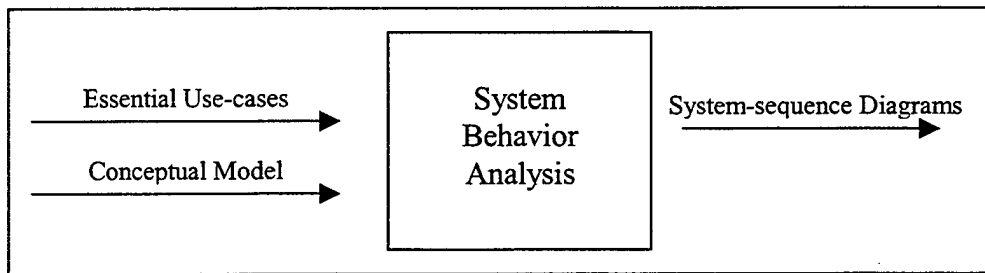 Essential Use-cases
Conceptual Model
System
Behavior
Analysis
System-sequence Diagrams